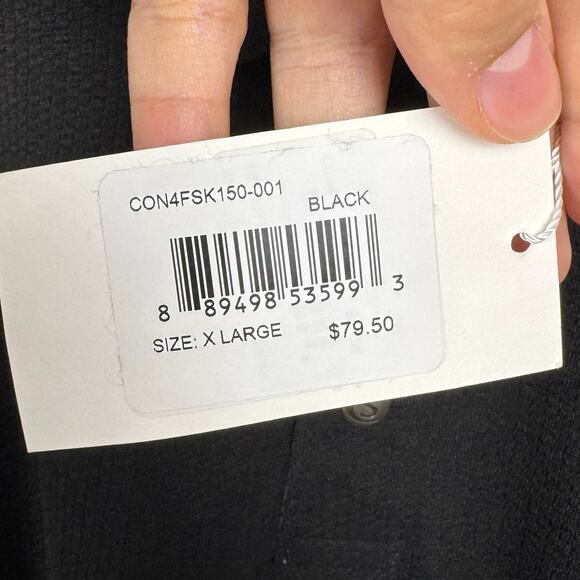 CON4FSK150-001
BLACK
8 89498 53599 3
SIZE: X LARGE $79.50